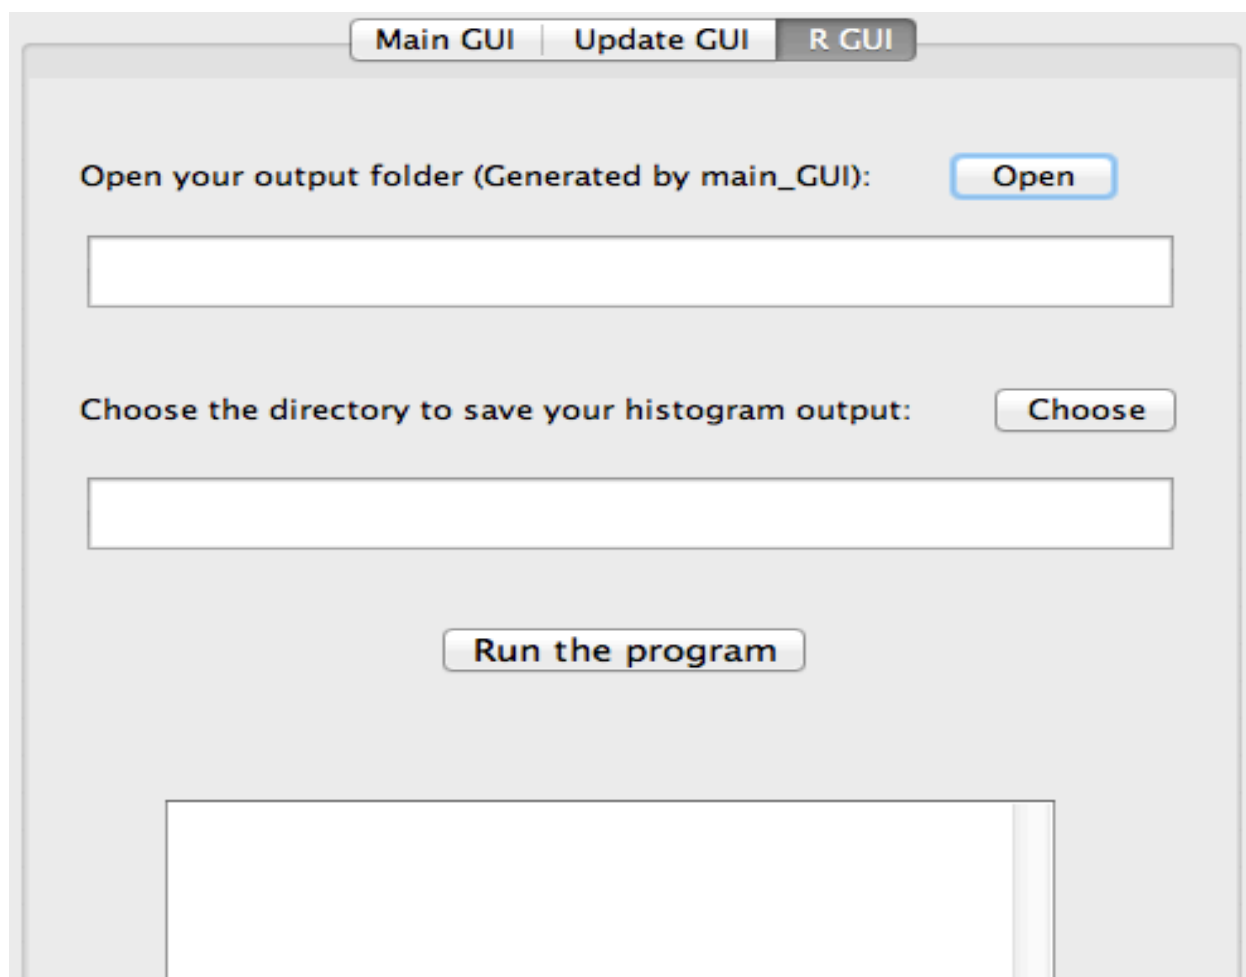 Main GUI Update GUI R GUI
Open your output folder (Generated by main_GUI): Open
Choose the directory to save your histogram output: Choose
Run the program